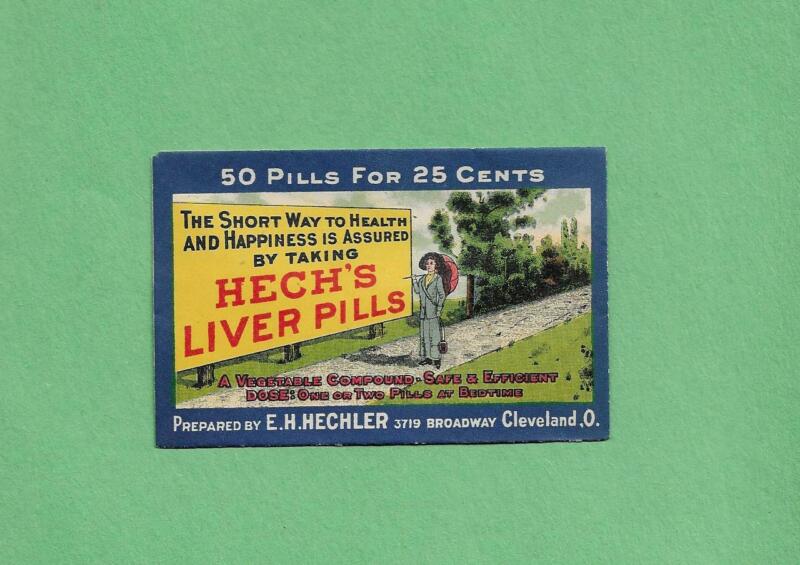 50 PILLS FOR 25 CENTS
THE SHORT WAY TO HEALTH
AND HAPPINESS IS ASSURED
BY TAKING
HECH'S
LIVER PILLS
A VEGETABLE COMPOUND. SAFE & EFFICIENT
DOSE: ONE OR TWO PILLS AT BEDTIME
PREPARED BY E.H.HECHLER 3719 BROADWAY Cleveland,O.